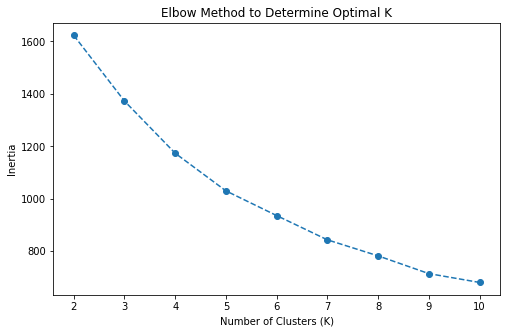 Elbow Method to Determine Optimal K
Inertia
1600
1400
1200
1000
800
2 3 4 5 6 7 8 9 10
Number of Clusters (K)